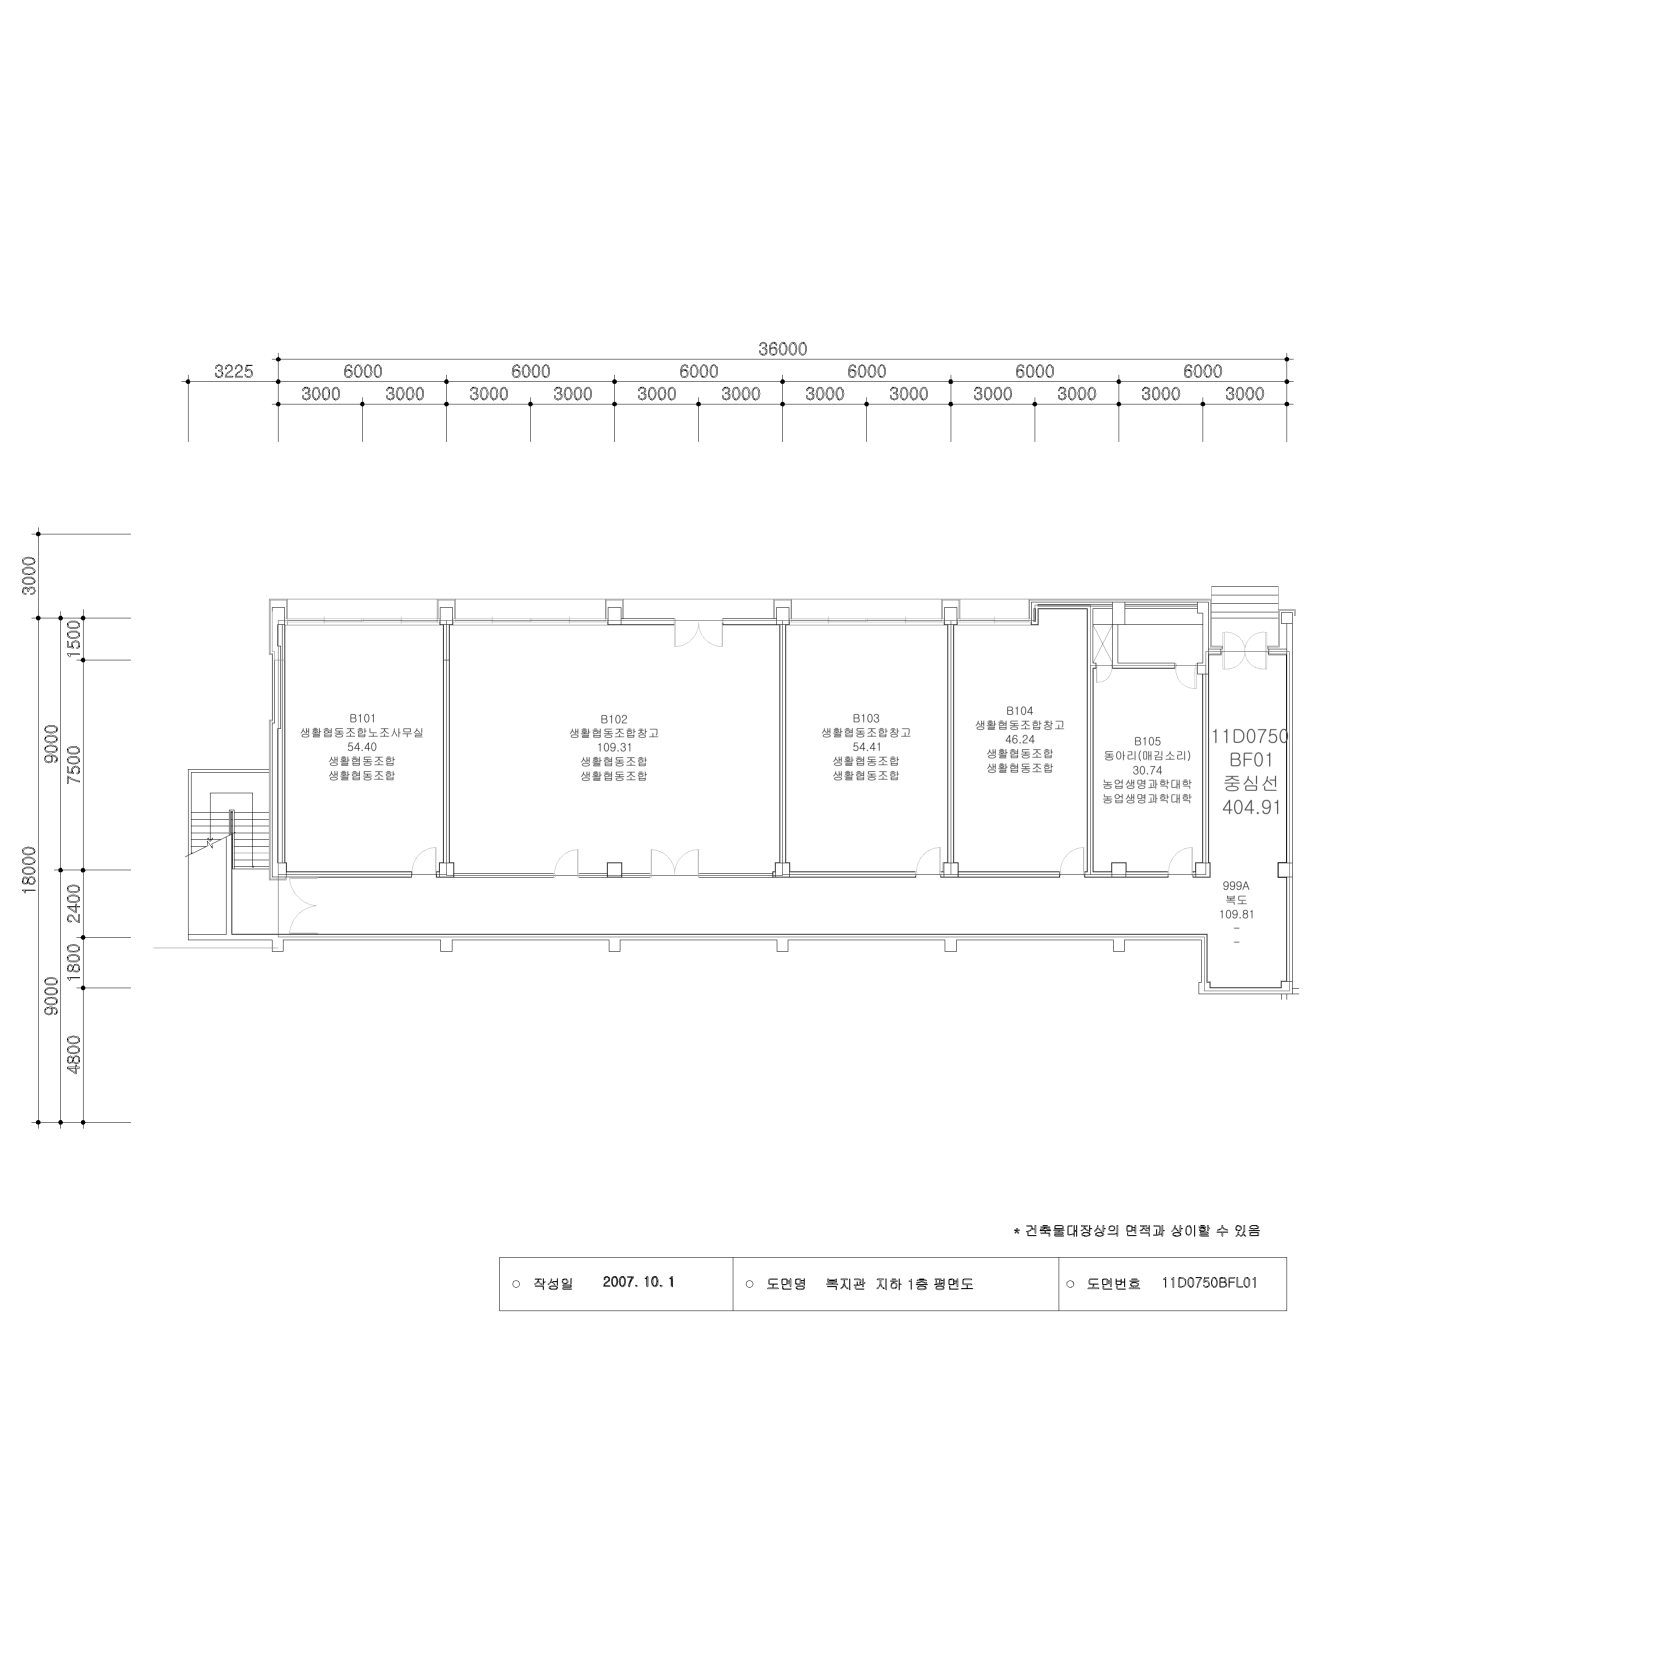 36000
3225 6000 6000 6000 6000 6000 6000
3000 3000 3000 3000 3000 3000 3000 3000 3000 3000 3000 3000
3000
18000
9000
9000
1500
7500
2400
1800
4800
B101
생활협동조합노조사무실
54.40
생활협동조합
생활협동조합
B102
생활협동조합창고
109.31
생활협동조합
생활협동조합
B103
생활협동조합창고
54.41
생활협동조합
생활협동조합
B104
생활협동조합창고
46.24
생활협동조합
생활협동조합
B105
동아리(매김소리)
30.74
농업생명과학대학
농업생명과학대학
11D0750
BF01
중심선
404.91
999A
복도
109.81
-
-
* 건축물대장상의 면적과 상이할 수 있음
○ 작성일 2007. 10. 1
○ 도면명 복지관 지하 1층 평면도
○ 도면번호 11D0750BFL01